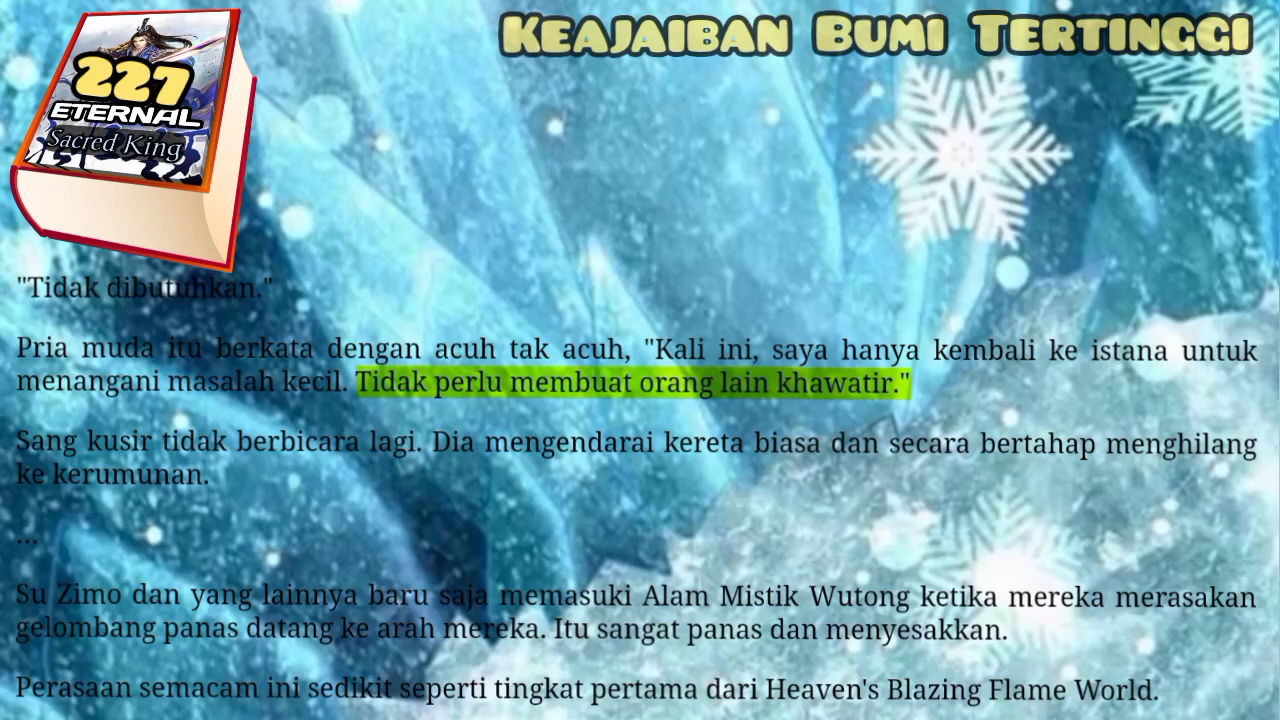 Keajaiban Bumi Tertinggi
227
ETERNAL
Sacred King
"Tidak dibutuhkan."
Pria muda itu berkata dengan acuh tak acuh, "Kali ini, saya hanya kembali ke istana untuk
menangani masalah kecil. Tidak perlu membuat orang lain khawatir."
Sang kusir tidak berbicara lagi. Dia mengendarai kereta biasa dan secara bertahap menghilang
ke kerumunan.
...
Su Zimo dan yang lainnya baru saja memasuki Alam Mistik Wutong ketika mereka merasakan
gelombang panas datang ke arah mereka. Itu sangat panas dan menyesakkan.
Perasaan semacam ini sedikit seperti tingkat pertama dari Heaven's Blazing Flame World.